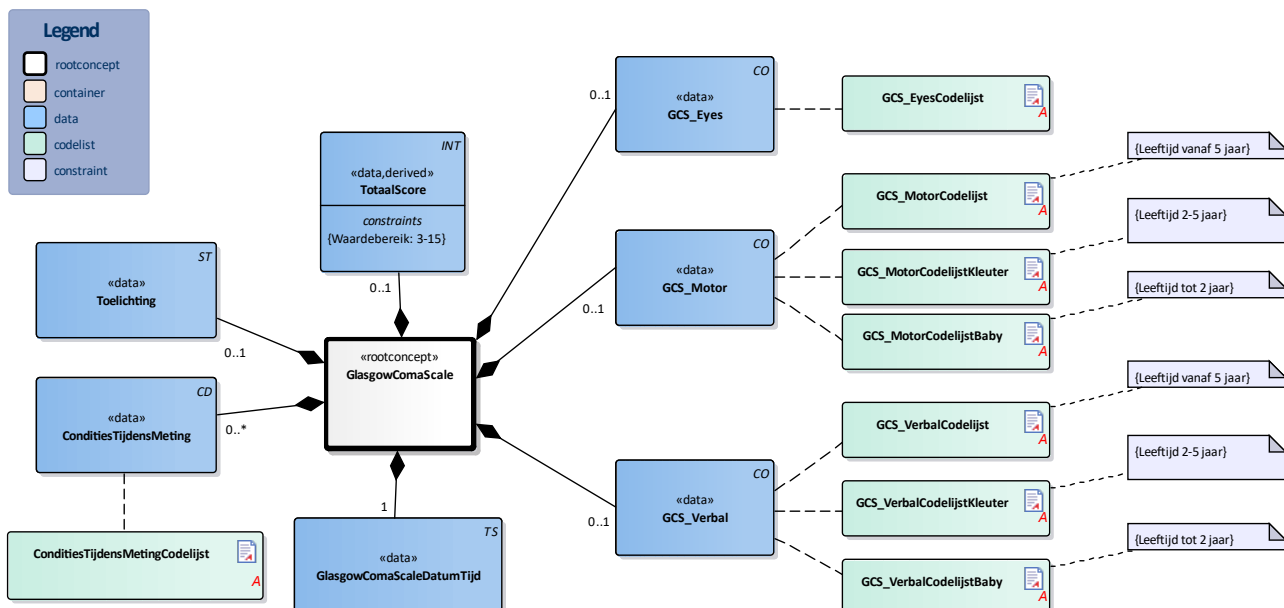 Legend
rootconcept
container
data
codelist
constraint
CO
«data»
GCS_Eyes
0..1
GCS_EyesCodelijst
A
INT
«data,derived»
TotaalScore
constraints
{Waardebereik: 3-15}
0..1
{Leeftijd vanaf 5 jaar}
GCS_MotorCodelijst
A
{Leeftijd 2-5 jaar}
CO
«data»
GCS_Motor
0..1
GCS_MotorCodelijstKleuter
A
{Leeftijd tot 2 jaar}
GCS_MotorCodelijstBaby
A
ST
«data»
Toelichting
0..1
«rootconcept»
GlasgowComaScale
CD
«data»
ConditiesTijdensMeting
0..*
{Leeftijd vanaf 5 jaar}
GCS_VerbalCodelijst
A
{Leeftijd 2-5 jaar}
CO
«data»
GCS_Verbal
0..1
GCS_VerbalCodelijstKleuter
A
{Leeftijd tot 2 jaar}
GCS_VerbalCodelijstBaby
A
1
TS
«data»
GlasgowComaScaleDatumTijd
ConditiesTijdensMetingCodelijst
A